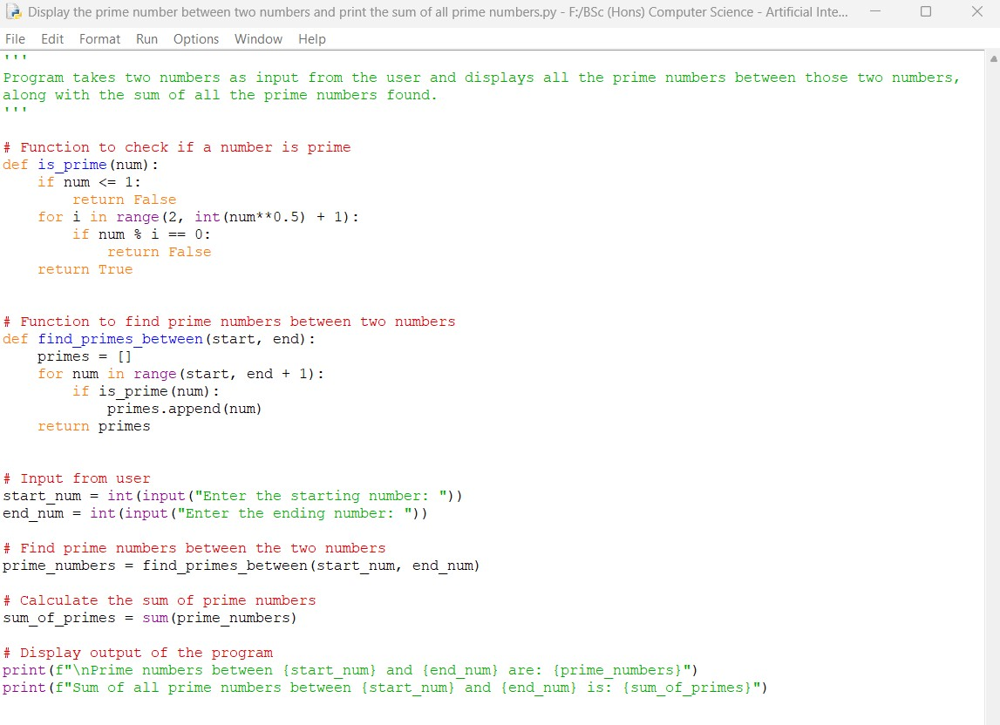 Display the prime number between two numbers and print the sum of all prime numbers.py - F:/BSc (Hons) Computer Science - Artificial Inte...
File Edit Format Run Options Window Help
'''
Program takes two numbers as input from the user and displays all the prime numbers between those two numbers,
along with the sum of all the prime numbers found.
'''

# Function to check if a number is prime
def is_prime(num):
    if num <= 1:
        return False
    for i in range(2, int(num**0.5) + 1):
        if num % i == 0:
            return False
    return True


# Function to find prime numbers between two numbers
def find_primes_between(start, end):
    primes = []
    for num in range(start, end + 1):
        if is_prime(num):
            primes.append(num)
    return primes


# Input from user
start_num = int(input("Enter the starting number: "))
end_num = int(input("Enter the ending number: "))

# Find prime numbers between the two numbers
prime_numbers = find_primes_between(start_num, end_num)

# Calculate the sum of prime numbers
sum_of_primes = sum(prime_numbers)

# Display output of the program
print(f"\nPrime numbers between {start_num} and {end_num} are: {prime_numbers}")
print(f"Sum of all prime numbers between {start_num} and {end_num} is: {sum_of_primes}")